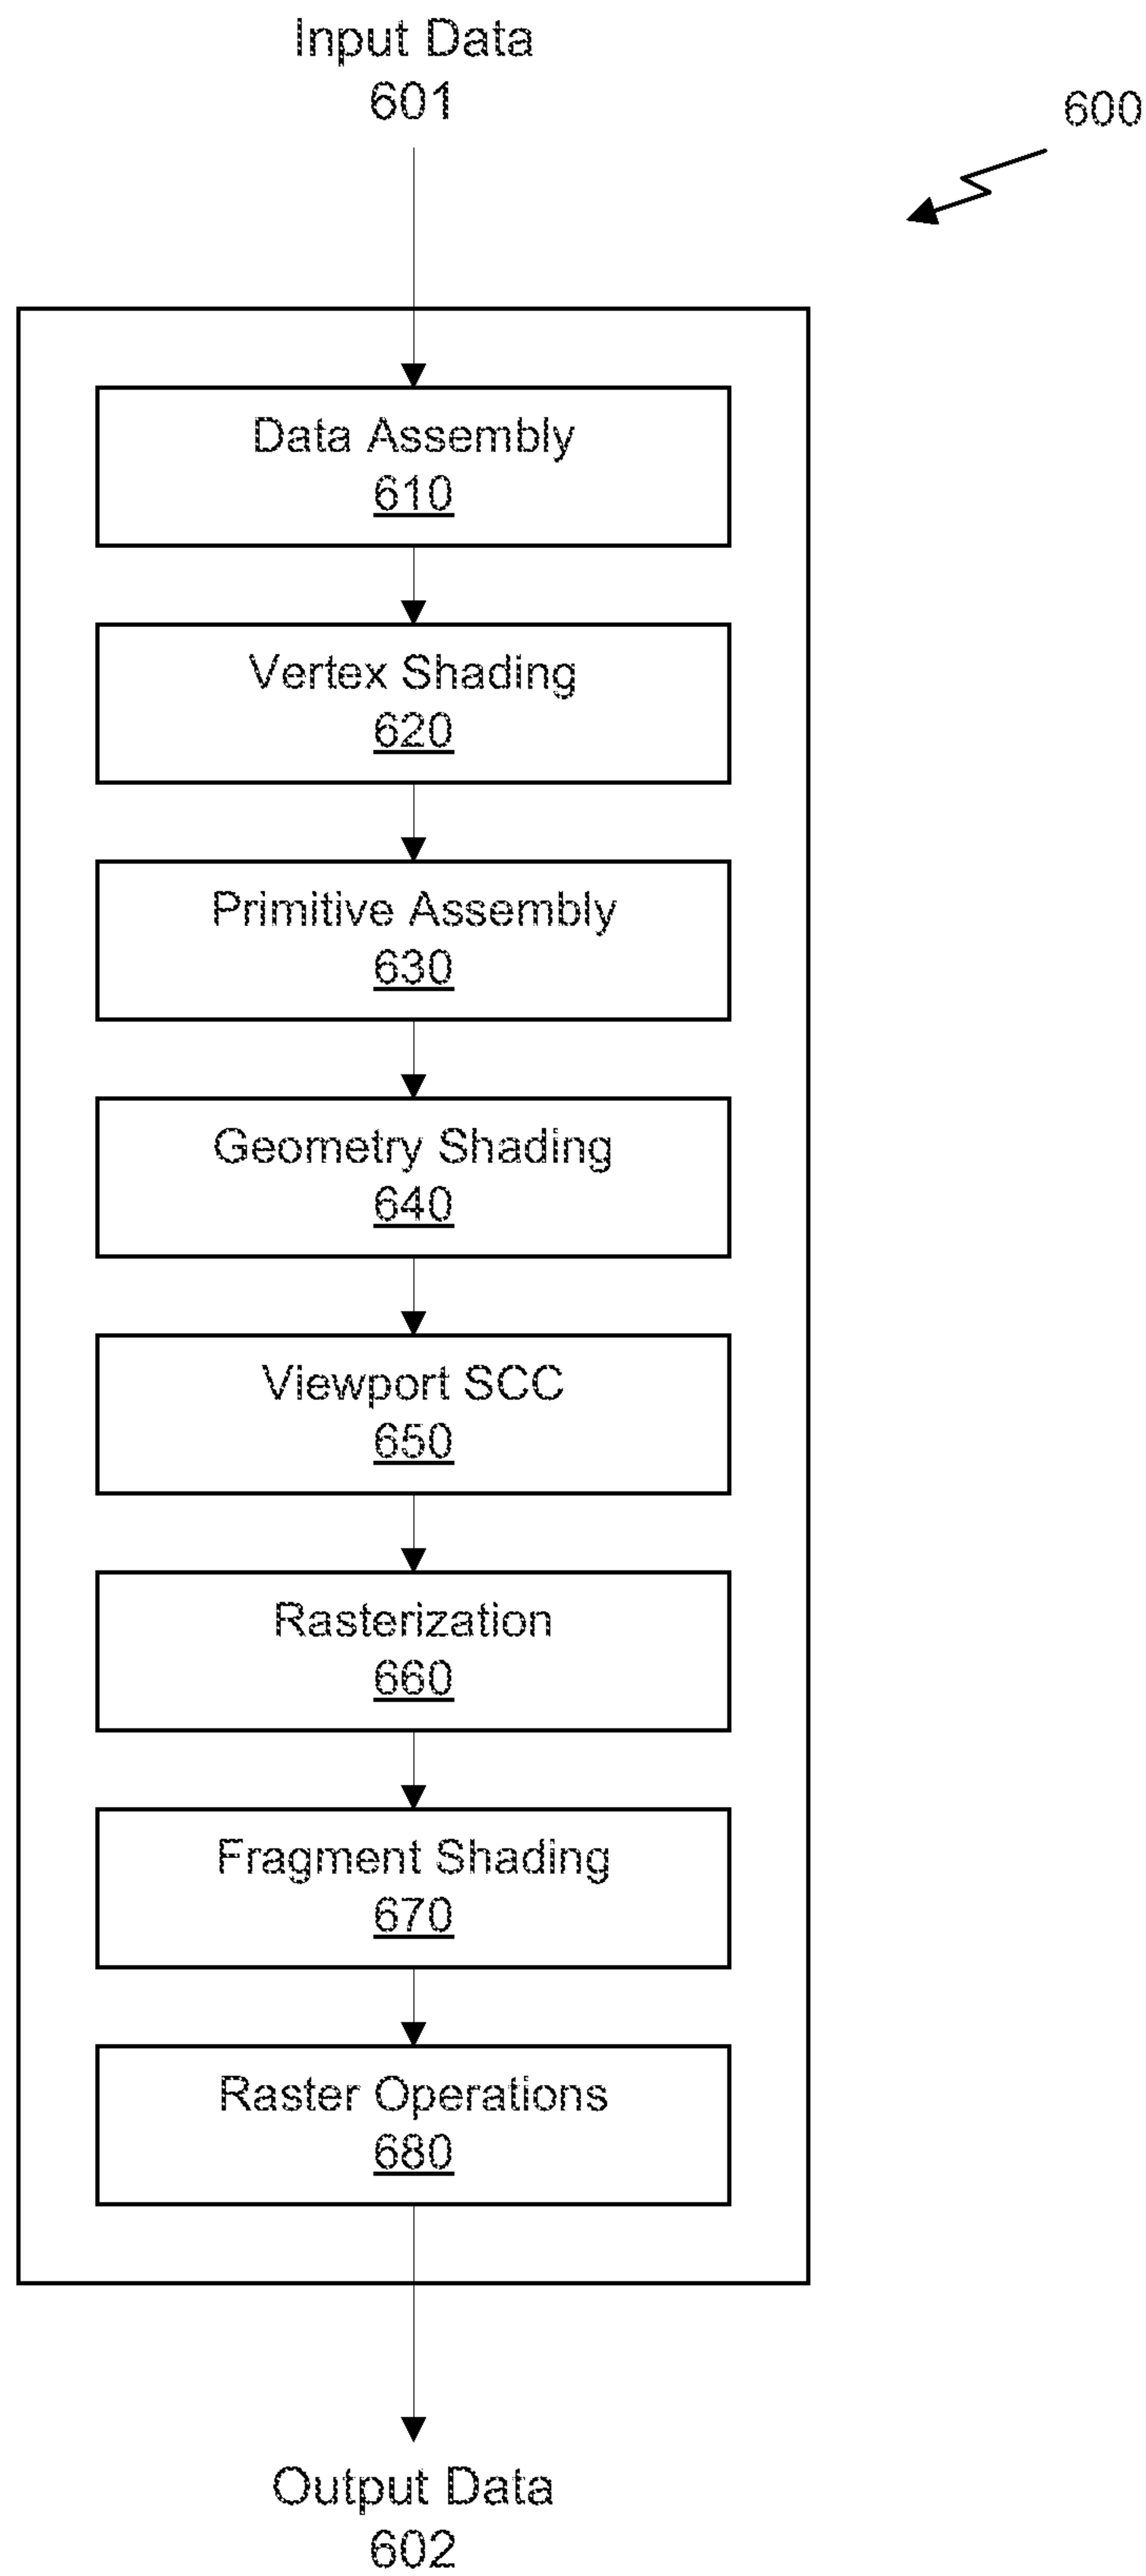 Input Data
601
600
Data Assembly
610
Vertex Shading
620
Primitive Assembly
630
Geometry Shading
640
Viewport SCC
650
Rasterization
660
Fragment Shading
670
Raster Operations
680
Output Data
602